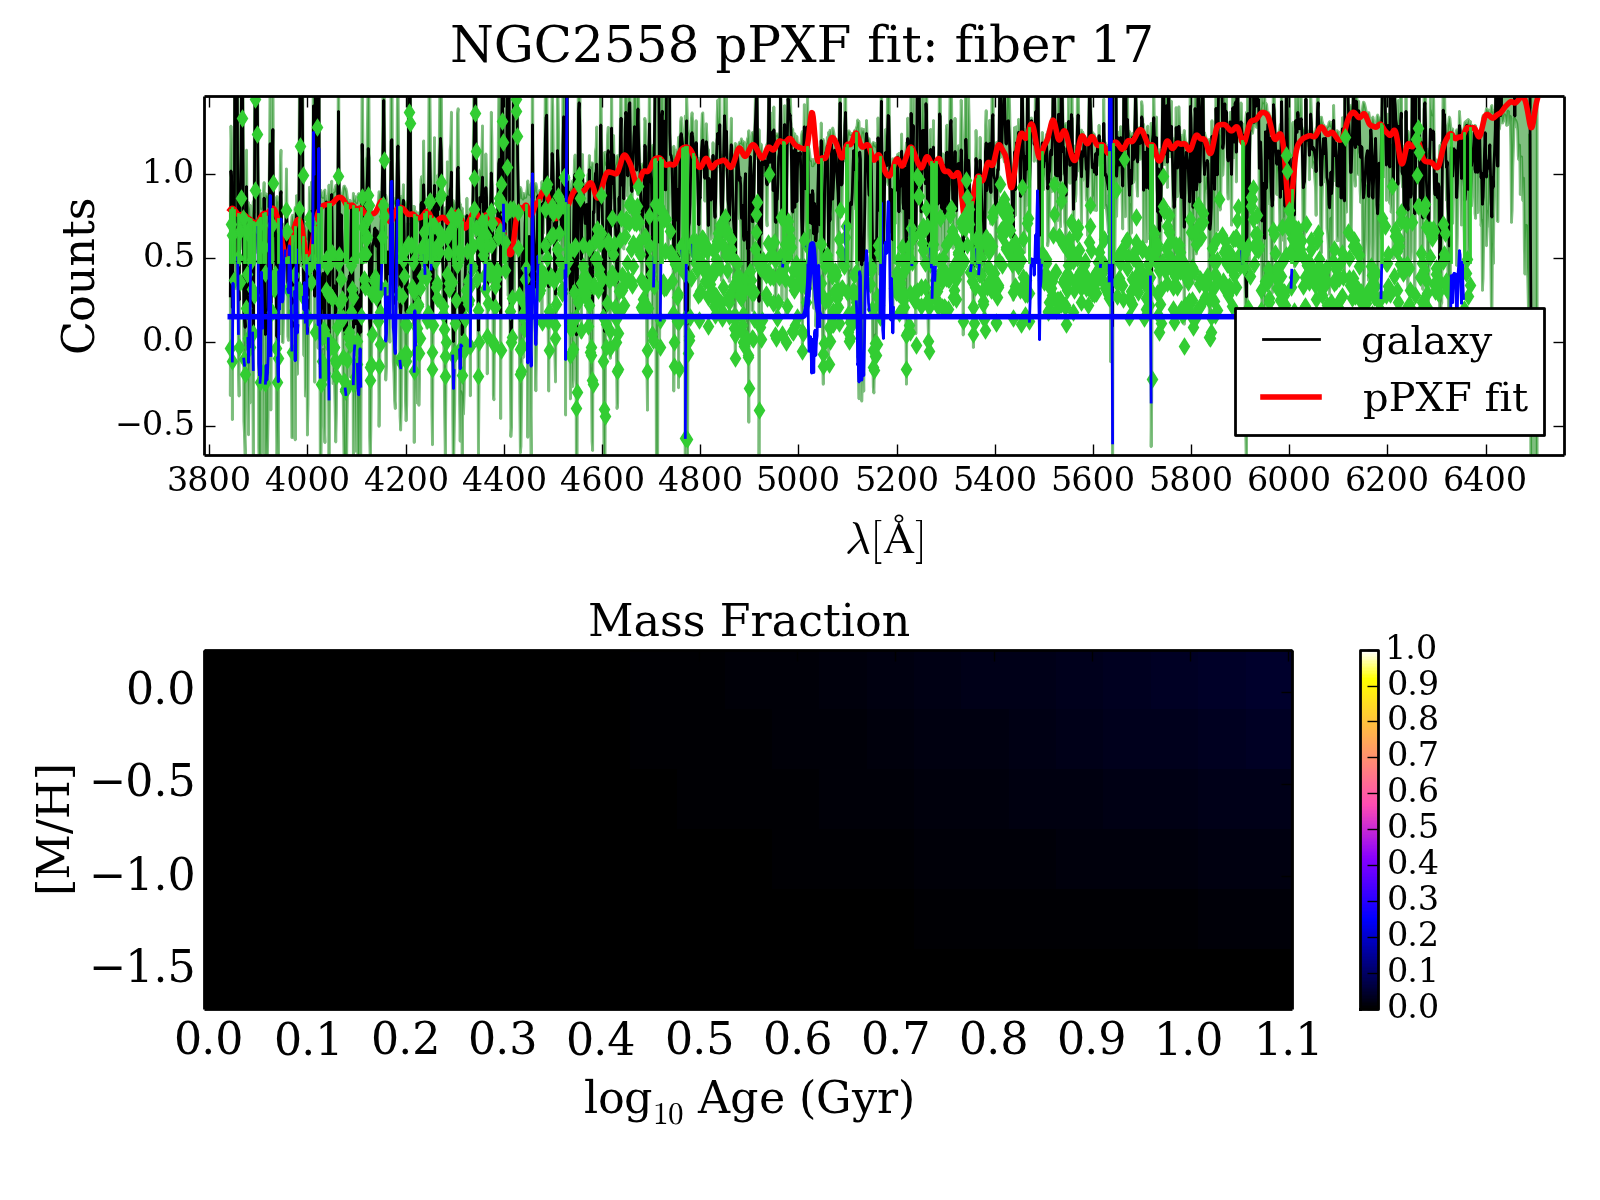 NGC2558 pPXF fit: fiber 17
Counts
1.0
0.5
0.0
−0.5
3800 4000 4200 4400 4600 4800 5000 5200 5400 5600 5800 6000 6200 6400
λ[Å]
galaxy
pPXF fit
Mass Fraction
[M/H]
0.0
−0.5
−1.0
−1.5
0.0 0.1 0.2 0.3 0.4 0.5 0.6 0.7 0.8 0.9 1.0 1.1
log₁₀ Age (Gyr)
1.0
0.9
0.8
0.7
0.6
0.5
0.4
0.3
0.2
0.1
0.0